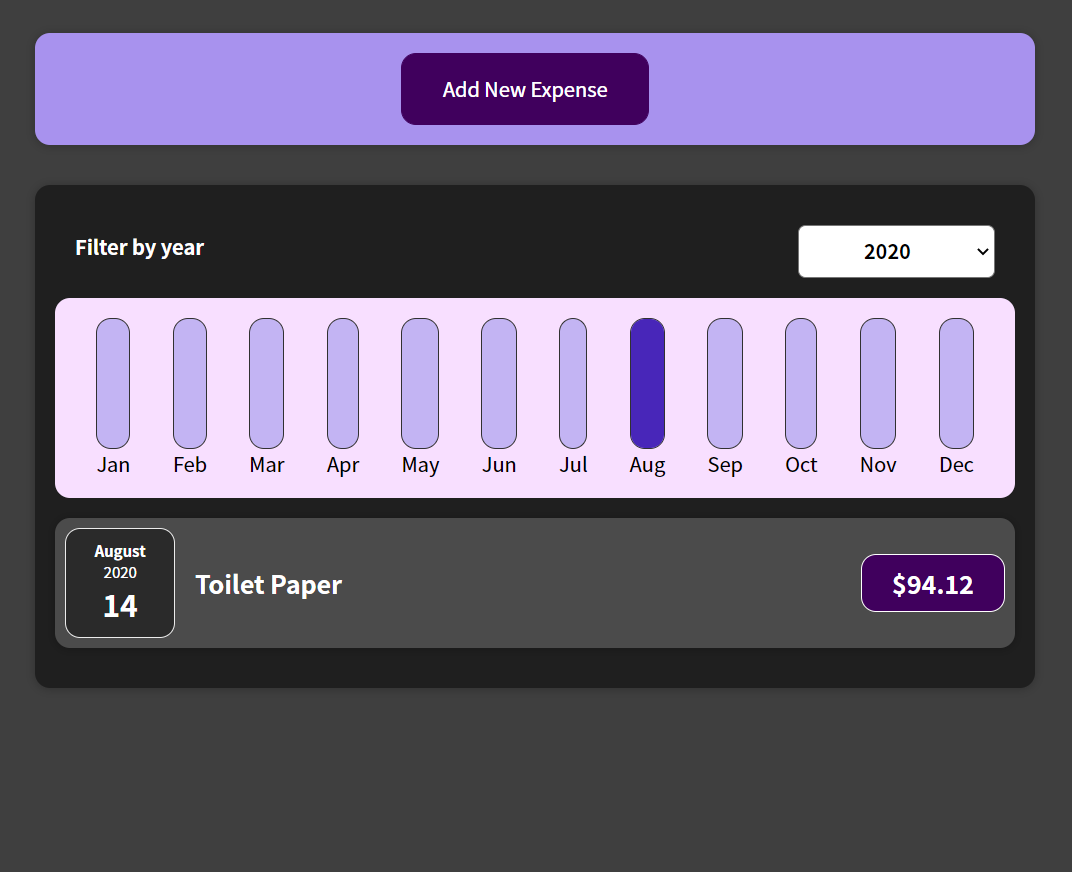 Add New Expense
Filter by year
2020
Jan Feb Mar Apr May Jun Jul Aug Sep Oct Nov Dec
August
2020
14
Toilet Paper
$94.12